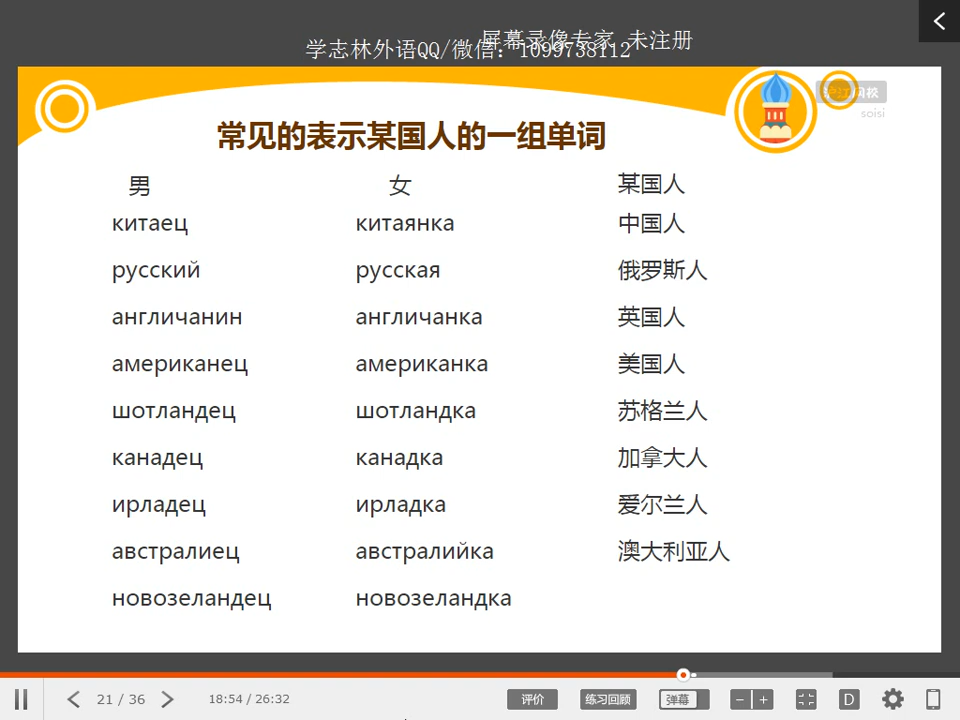 屏幕录像专家 未注册
学志林外语QQ/微信：1099738112
沪江网校
soisi
常见的表示某国人的一组单词
男 女 某国人
китаец китаянка 中国人
русский русская 俄罗斯人
англичанин англичанка 英国人
американец американка 美国人
шотландец шотландка 苏格兰人
канадец канадка 加拿大人
ирладец ирладка 爱尔兰人
австралиец австралийка 澳大利亚人
новозеландец новозеландка
21 / 36 18:54 / 26:32 评价 练习回顾 弹幕 D